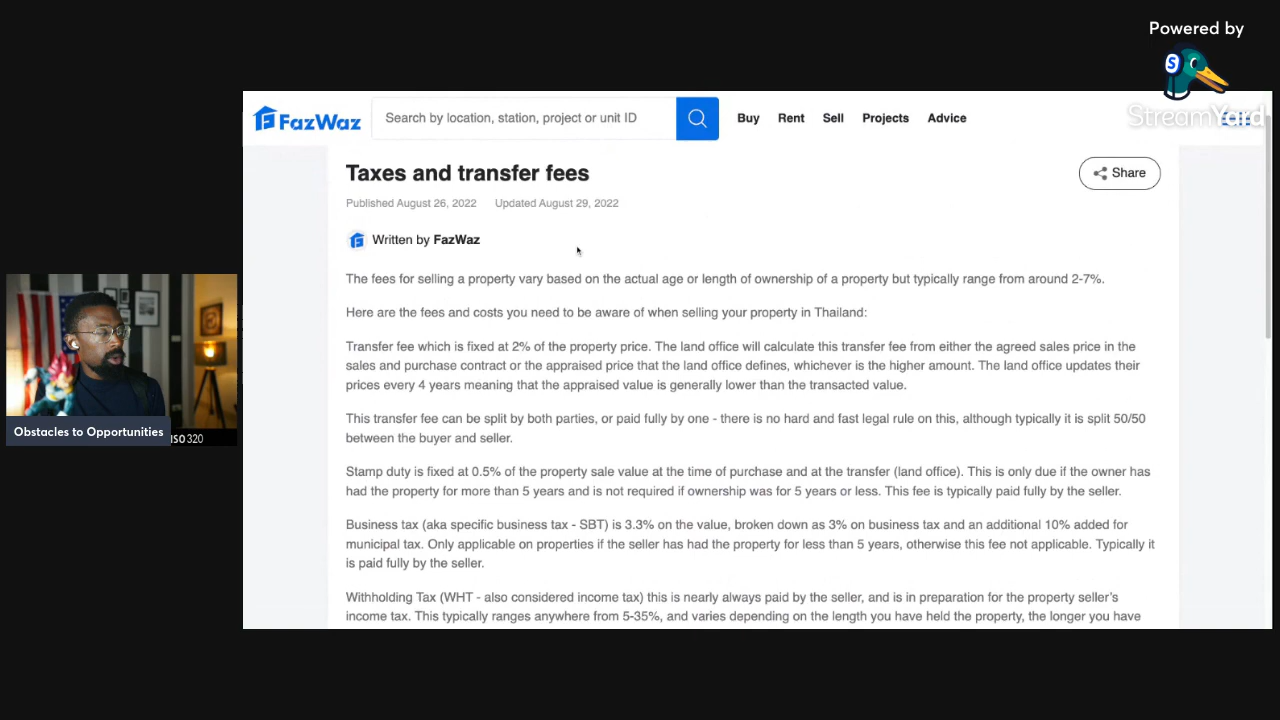 Powered by
S
StreamYard
FazWaz
Search by location, station, project or unit ID
Buy Rent Sell Projects Advice
Taxes and transfer fees
Share
Published August 26, 2022 Updated August 29, 2022
Written by FazWaz
The fees for selling a property vary based on the actual age or length of ownership of a property but typically range from around 2-7%.
Here are the fees and costs you need to be aware of when selling your property in Thailand:
Transfer fee which is fixed at 2% of the property price. The land office will calculate this transfer fee from either the agreed sales price in the
sales and purchase contract or the appraised price that the land office defines, whichever is the higher amount. The land office updates their
prices every 4 years meaning that the appraised value is generally lower than the transacted value.
This transfer fee can be split by both parties, or paid fully by one - there is no hard and fast legal rule on this, although typically it is split 50/50
between the buyer and seller.
Stamp duty is fixed at 0.5% of the property sale value at the time of purchase and at the transfer (land office). This is only due if the owner has
had the property for more than 5 years and is not required if ownership was for 5 years or less. This fee is typically paid fully by the seller.
Business tax (aka specific business tax - SBT) is 3.3% on the value, broken down as 3% on business tax and an additional 10% added for
municipal tax. Only applicable on properties if the seller has had the property for less than 5 years, otherwise this fee not applicable. Typically it
is paid fully by the seller.
Withholding Tax (WHT - also considered income tax) this is nearly always paid by the seller, and is in preparation for the property seller's
income tax. This typically ranges anywhere from 5-35%, and varies depending on the length you have held the property, the longer you have
Obstacles to Opportunities
ISO 320